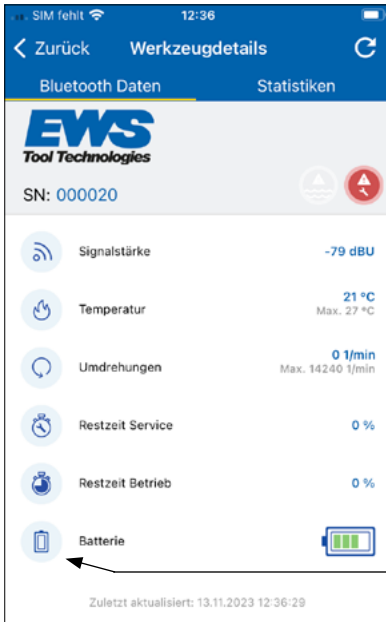 SIM fehlt 12:36
Zurück Werkzeugdetails
Bluetooth Daten Statistiken
EWS
Tool Technologies
SN: 000020
Signalstärke -79 dBU
Temperatur 21 °C
Max. 27 °C
Umdrehungen 0 1/min
Max. 14240 1/min
Restzeit Service 0 %
Restzeit Betrieb 0 %
Batterie
Zuletzt aktualisiert: 13.11.2023 12:36:29